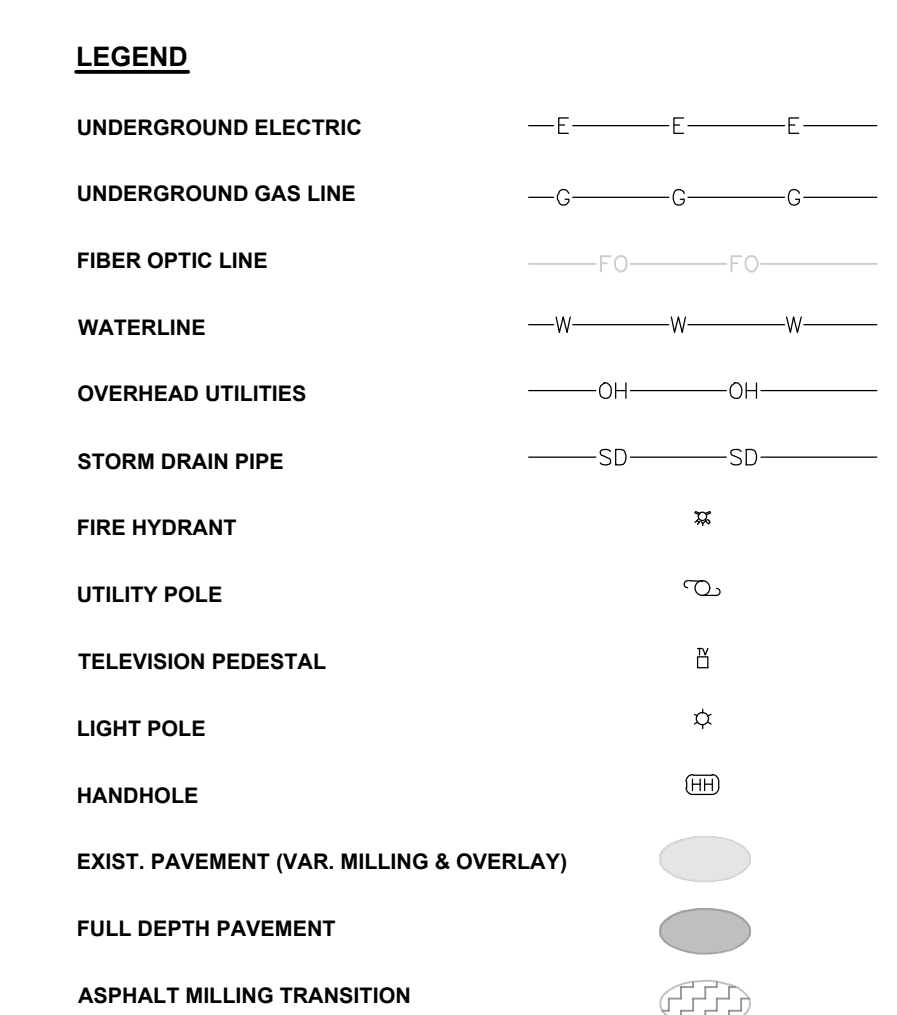 LEGEND
UNDERGROUND ELECTRIC E E E
UNDERGROUND GAS LINE G G G
FIBER OPTIC LINE FO FO
WATERLINE W W W
OVERHEAD UTILITIES OH OH
STORM DRAIN PIPE SD SD
FIRE HYDRANT
UTILITY POLE
TELEVISION PEDESTAL TV
LIGHT POLE
HANDHOLE HH
EXIST. PAVEMENT (VAR. MILLING & OVERLAY)
FULL DEPTH PAVEMENT
ASPHALT MILLING TRANSITION